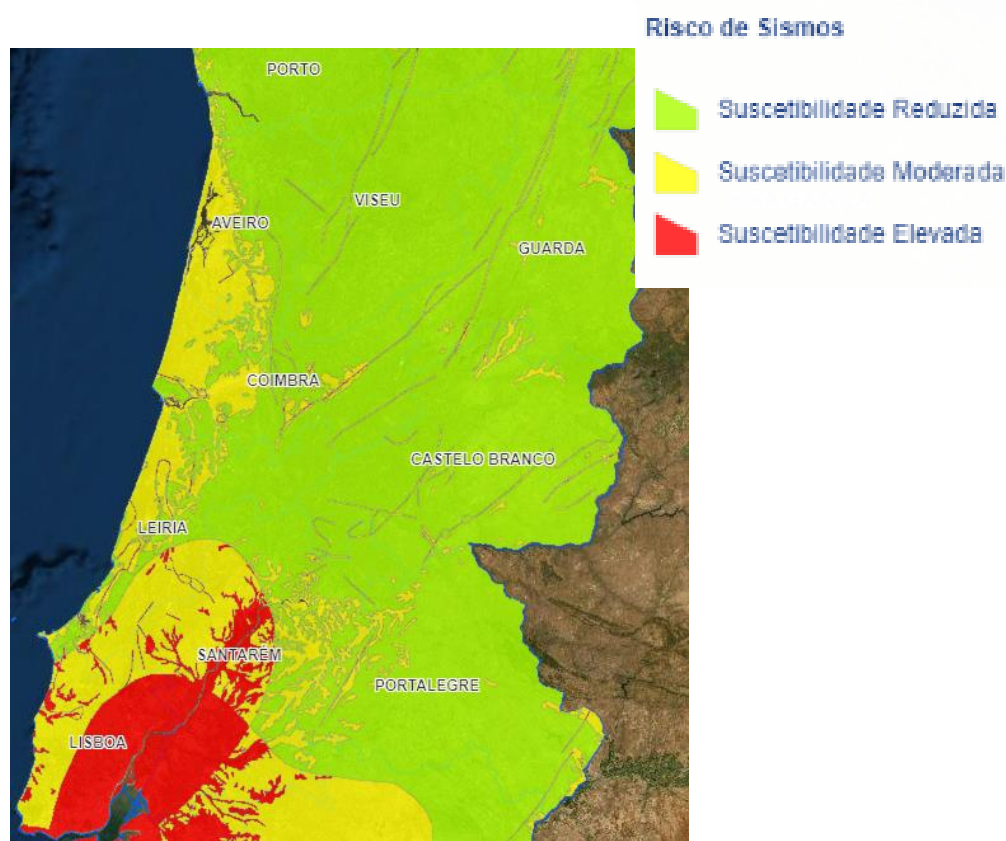 Risco de Sismos
Suscetibilidade Reduzida
Suscetibilidade Moderada
Suscetibilidade Elevada
PORTO
VISEU
AVEIRO
GUARDA
COIMBRA
CASTELO BRANCO
LEIRIA
SANTARÉM
PORTALEGRE
LISBOA